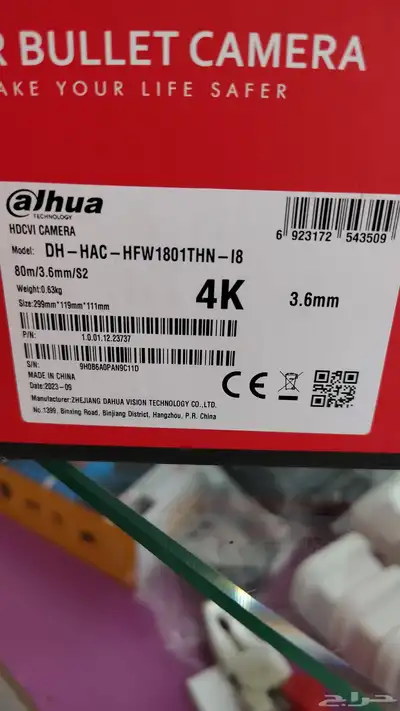 R BULLET CAMERA
AKE YOUR LIFE SAFER
alhua
TECHNOLOGY
HDCVI CAMERA
Model: DH-HAC-HFW1801THN-I8
80m/3.6mm/S2
Weight:0.63kg
Size:299mm*119mm*111mm
4K
3.6mm
6 923172 543509
P/N: 1.0.01.12.23737
S/N: 9H0B6A0PAN9C11D
MADE IN CHINA
Date:2023-09
CE
Manufacturer:ZHEJIANG DAHUA VISION TECHNOLOGY CO.,LTD.
No.1399, Binxing Road, Binjiang District, Hangzhou, P.R. China
حراج